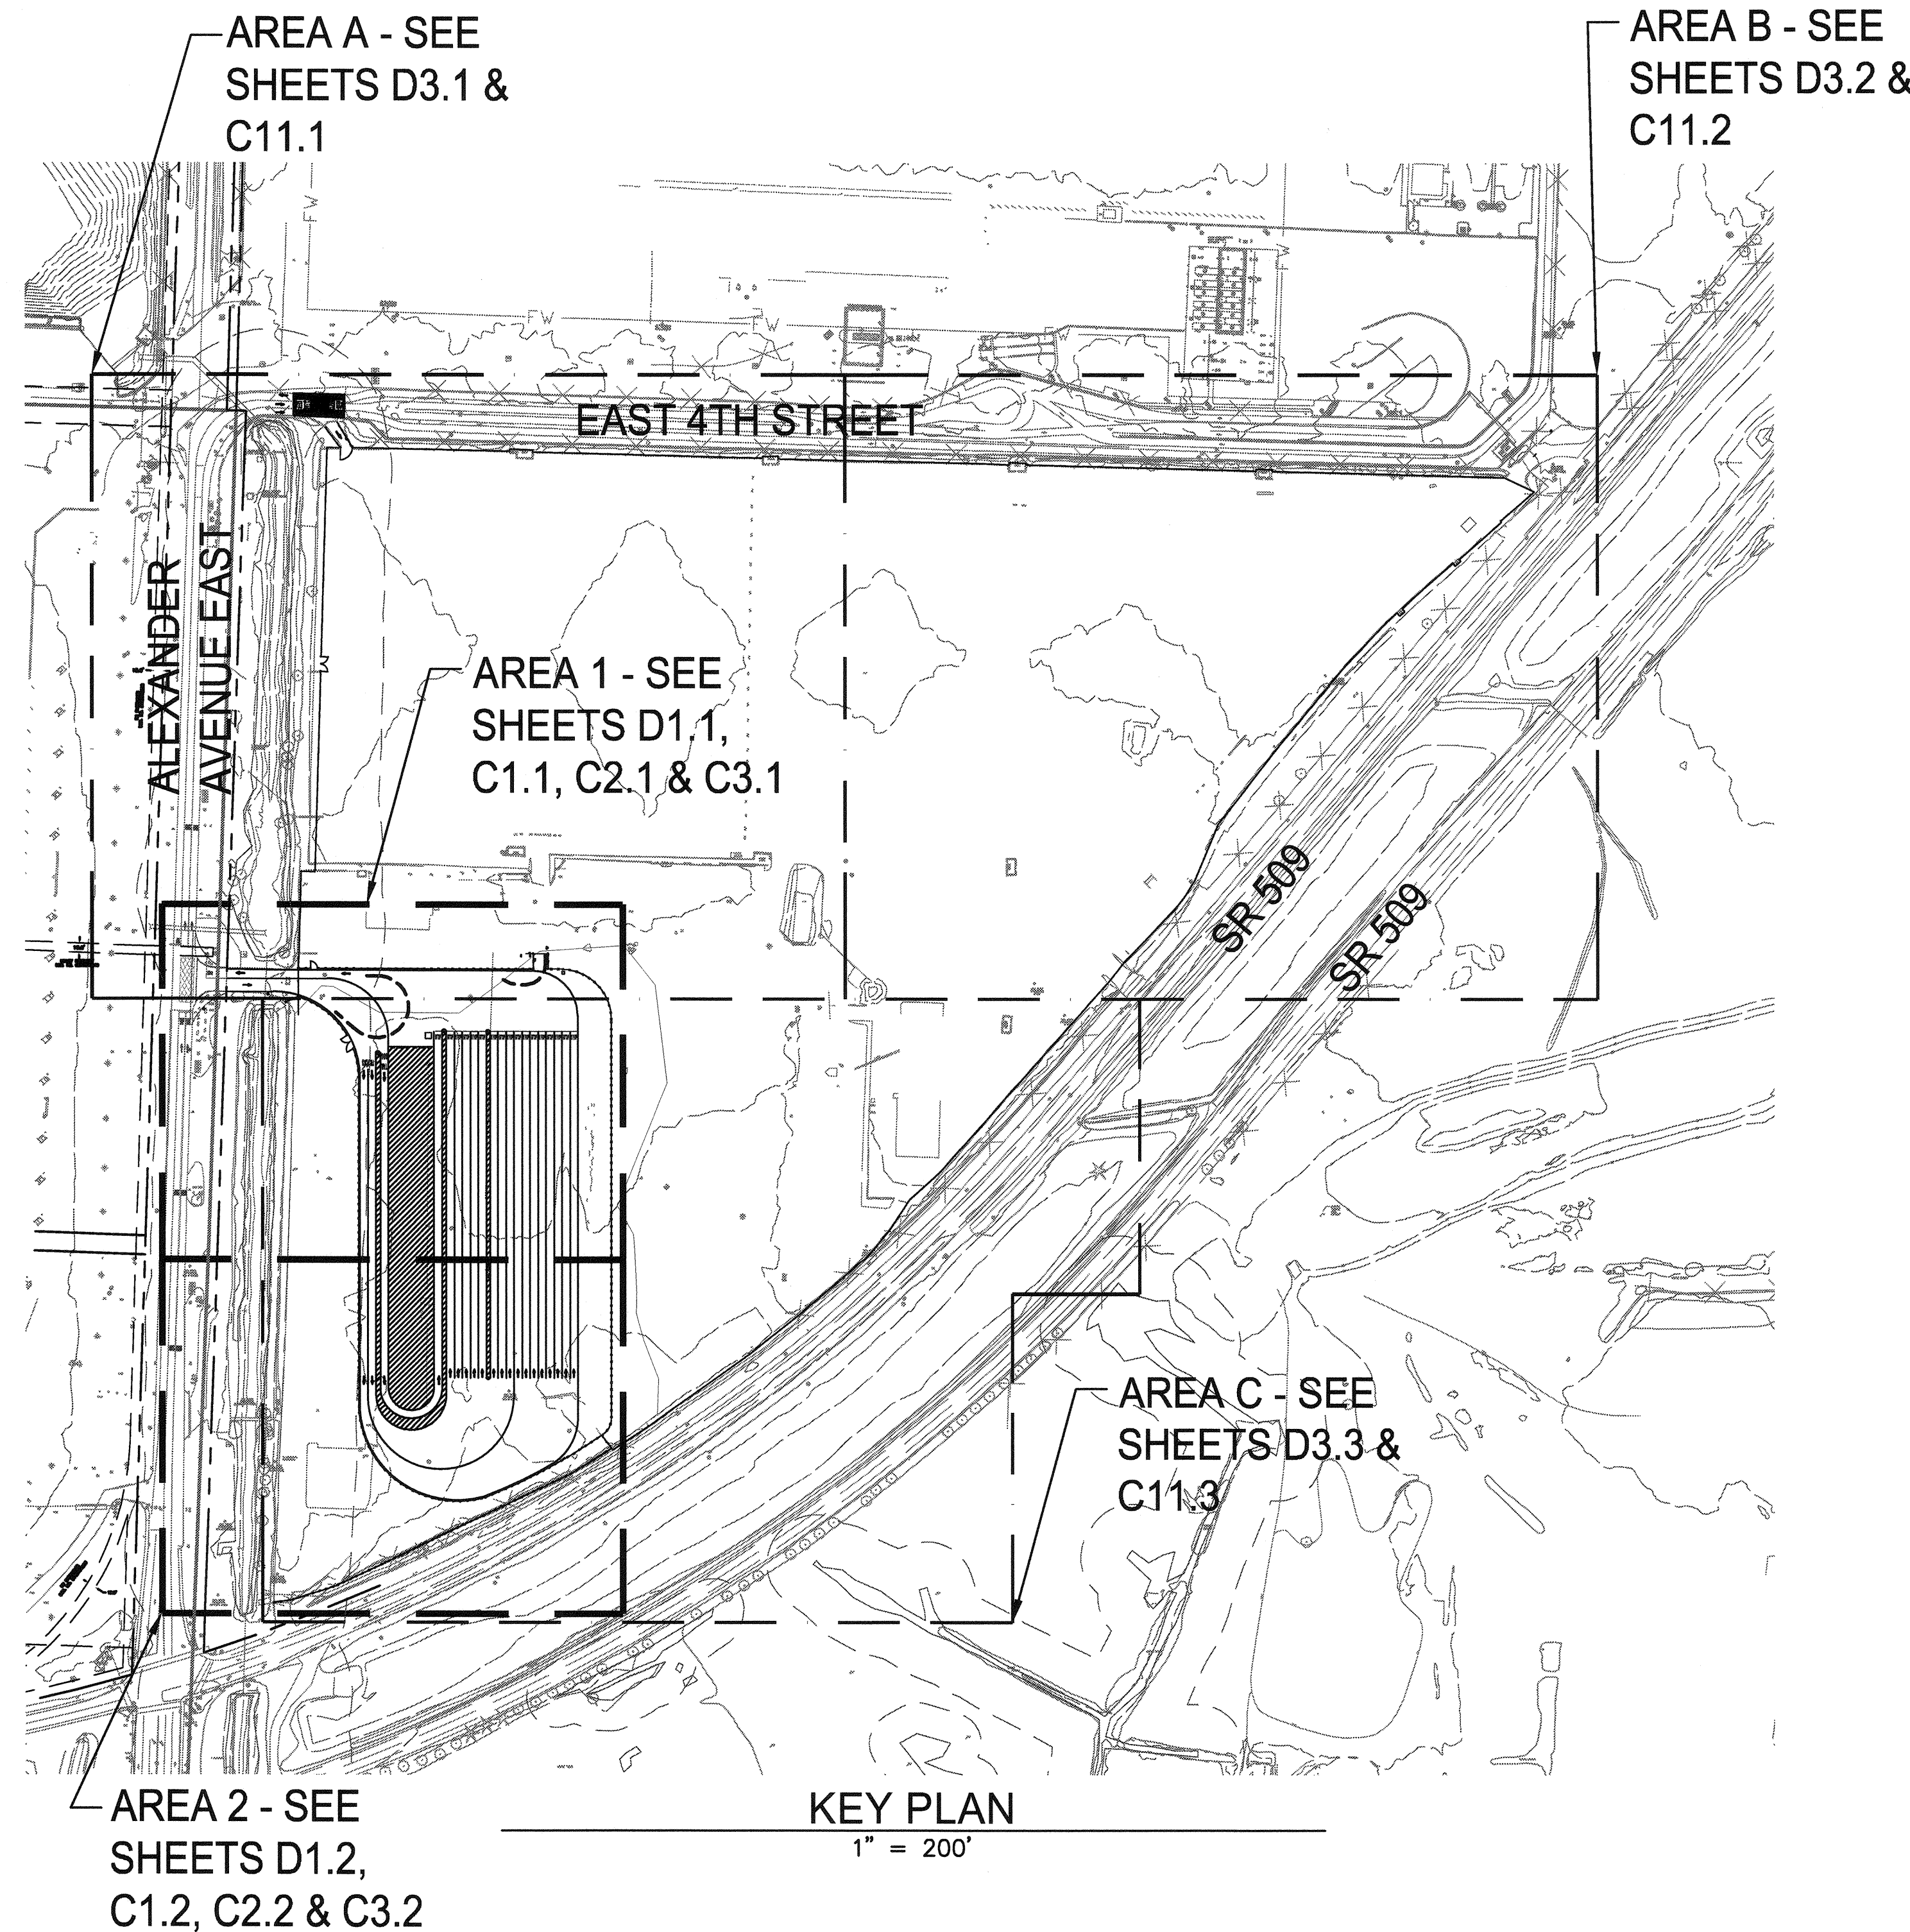 AREA A - SEE
SHEETS D3.1 &
C11.1
AREA B - SEE
SHEETS D3.2 &
C11.2
FW
FW
FW
EAST 4TH STREET
ALEXANDER
AVENUE EAST
AREA 1 - SEE
SHEETS D1.1,
C1.1, C2.1 & C3.1
SR 509
SR 509
AREA C - SEE
SHEETS D3.3 &
C11.3
AREA 2 - SEE
SHEETS D1.2,
C1.2, C2.2 & C3.2
KEY PLAN
1" = 200'